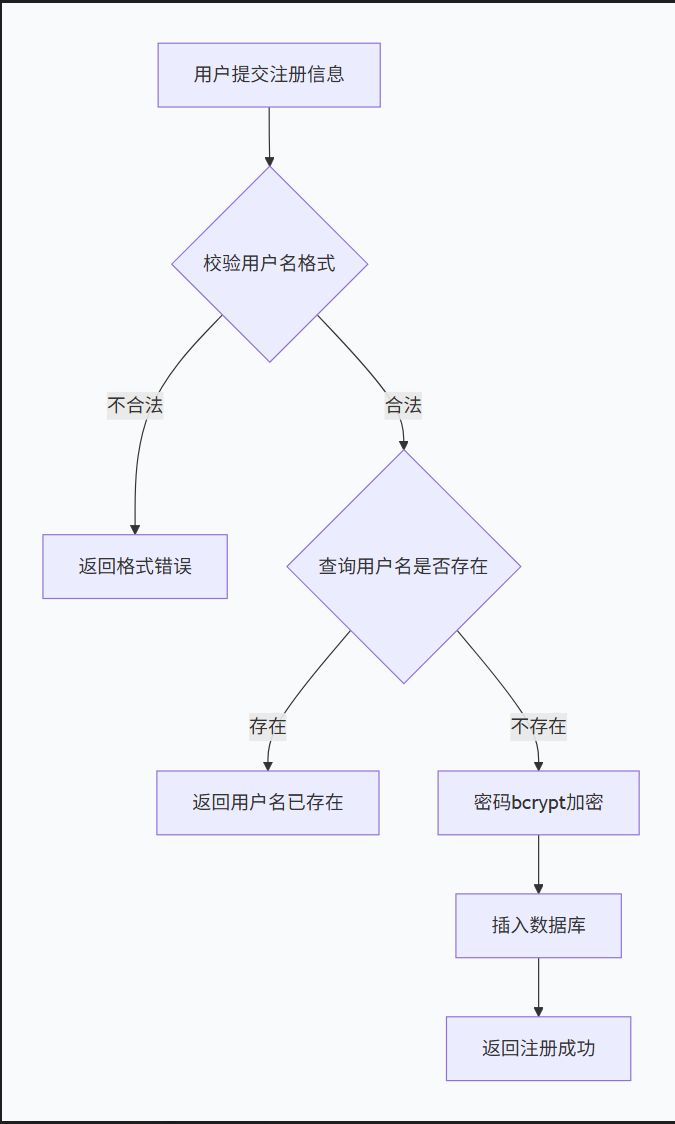 用户提交注册信息
校验用户名格式
不合法
合法
返回格式错误
查询用户名是否存在
存在
不存在
返回用户名已存在
密码bcrypt加密
插入数据库
返回注册成功